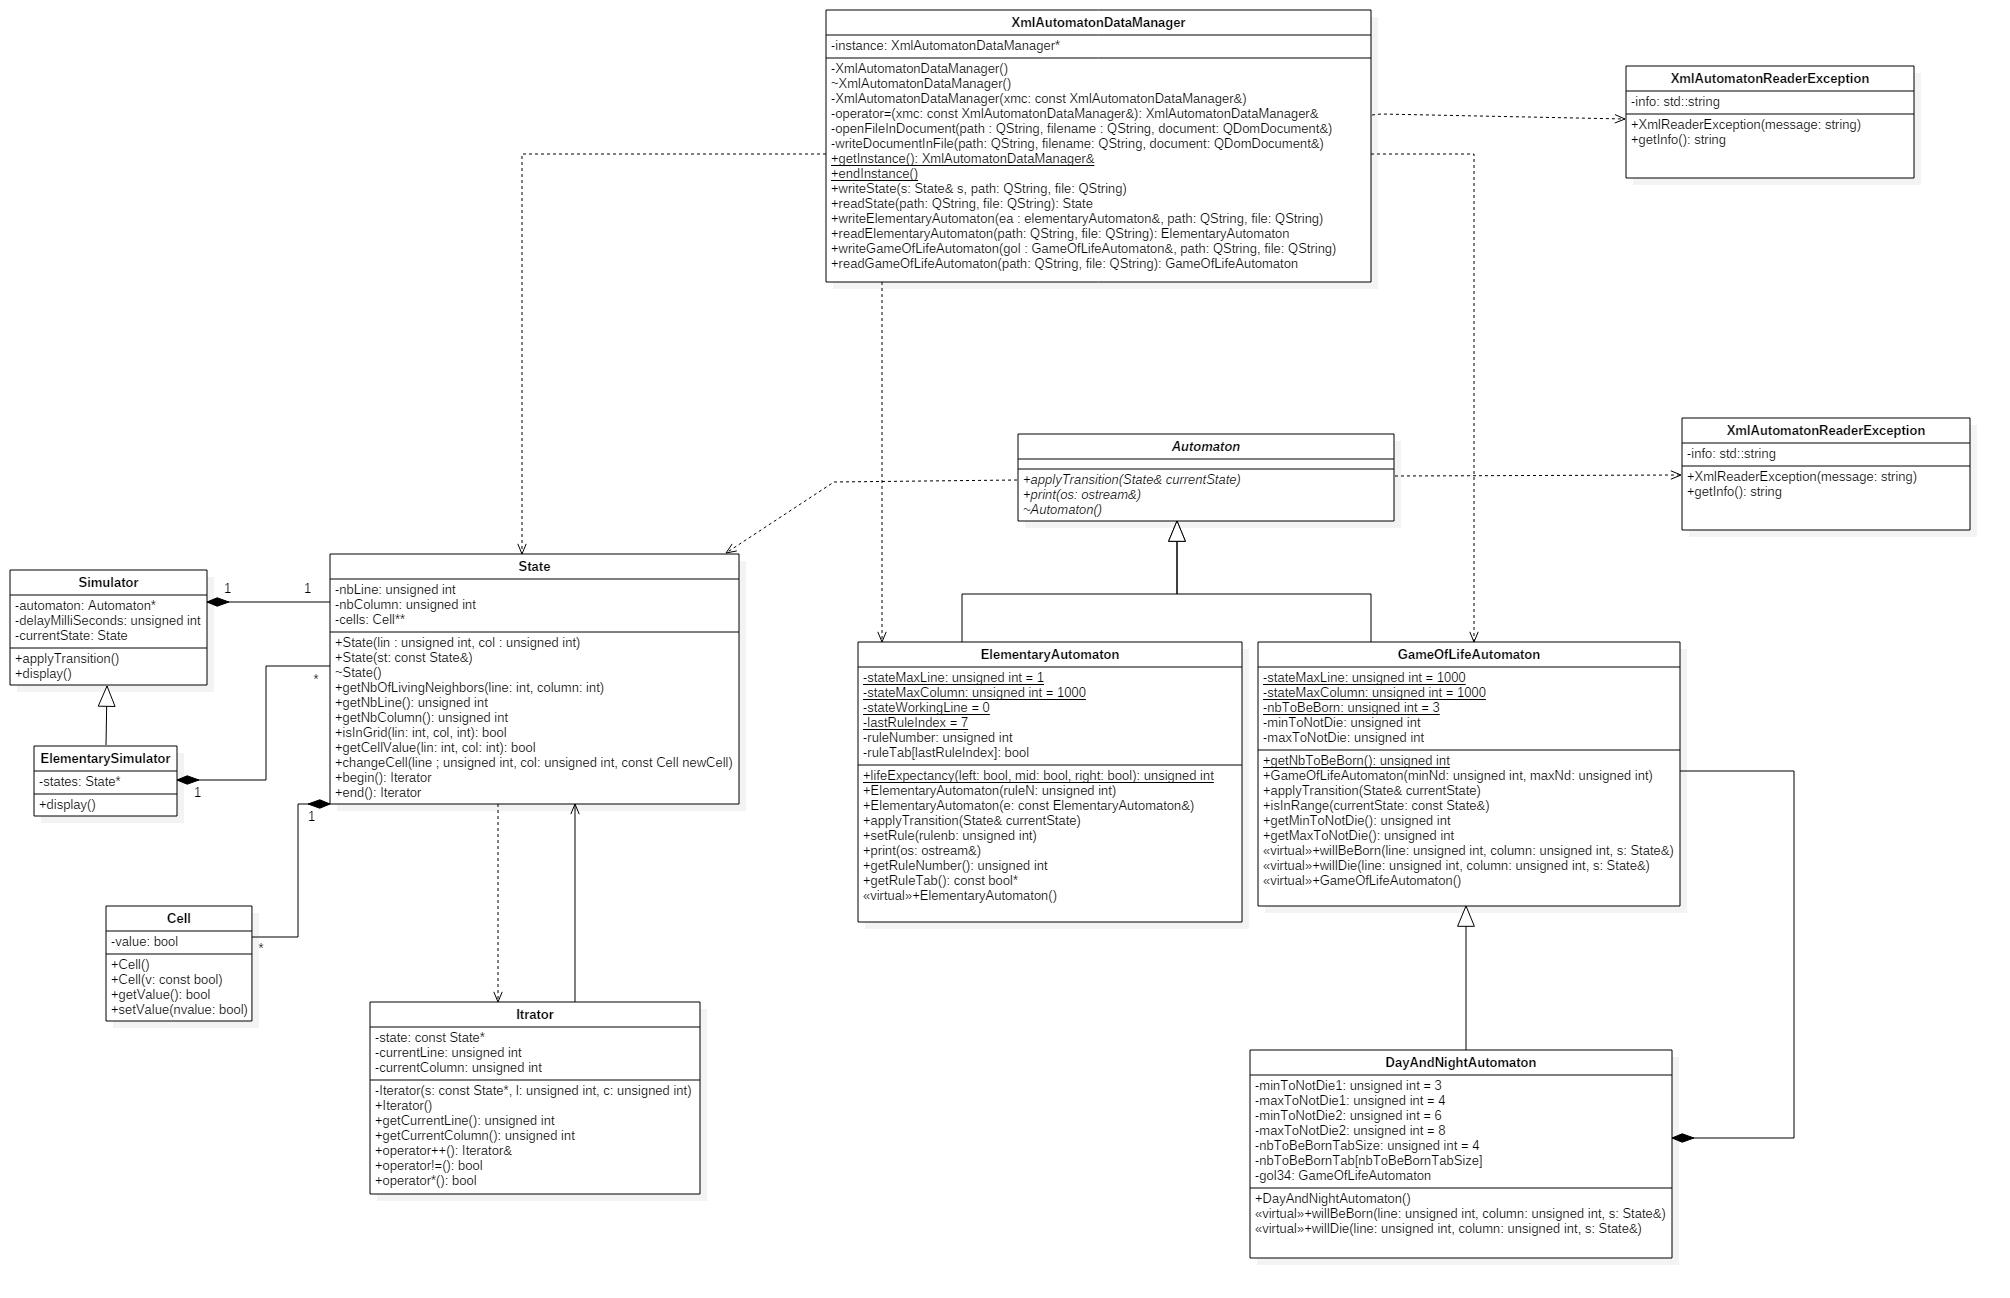 XmlAutomatonDataManager
-instance: XmlAutomatonDataManager*
-XmlAutomatonDataManager()
~XmlAutomatonDataManager()
-XmlAutomatonDataManager(xmc: const XmlAutomatonDataManager&)
-operator=(xmc: const XmlAutomatonDataManager&): XmlAutomatonDataManager&
-openFileInDocument(path : QString, filename : QString, document: QDomDocument&)
-writeDocumentInFile(path: QString, filename: QString, document: QDomDocument&)
+getInstance(): XmlAutomatonDataManager&
+endInstance()
+writeState(s: State& s, path: QString, file: QString)
+readState(path: QString, file: QString): State
+writeElementaryAutomaton(ea : elementaryAutomaton&, path: QString, file: QString)
+readElementaryAutomaton(path: QString, file: QString): ElementaryAutomaton
+writeGameOfLifeAutomaton(gol : GameOfLifeAutomaton&, path: QString, file: QString)
+readGameOfLifeAutomaton(path: QString, file: QString): GameOfLifeAutomaton
XmlAutomatonReaderException
-info: std::string
+XmlReaderException(message: string)
+getInfo(): string
Automaton
+applyTransition(State& currentState)
+print(os: ostream&)
~Automaton()
XmlAutomatonReaderException
-info: std::string
+XmlReaderException(message: string)
+getInfo(): string
Simulator
-automaton: Automaton*
-delayMilliSeconds: unsigned int
-currentState: State
+applyTransition()
+display()
1
1
*
ElementarySimulator
-states: State*
+display()
1
1
State
-nbLine: unsigned int
-nbColumn: unsigned int
-cells: Cell**
+State(lin : unsigned int, col : unsigned int)
+State(st: const State&)
~State()
+getNbOfLivingNeighbors(line: int, column: int)
+getNbLine(): unsigned int
+getNbColumn(): unsigned int
+isInGrid(lin: int, col, int): bool
+getCellValue(lin: int, col: int): bool
+changeCell(line ; unsigned int, col: unsigned int, const Cell newCell)
+begin(): Iterator
+end(): Iterator
ElementaryAutomaton
-stateMaxLine: unsigned int = 1
-stateMaxColumn: unsigned int = 1000
-stateWorkingLine = 0
-lastRuleIndex = 7
-ruleNumber: unsigned int
-ruleTab[lastRuleIndex]: bool
+lifeExpectancy(left: bool, mid: bool, right: bool): unsigned int
+ElementaryAutomaton(ruleN: unsigned int)
+ElementaryAutomaton(e: const ElementaryAutomaton&)
+applyTransition(State& currentState)
+setRule(rulenb: unsigned int)
+print(os: ostream&)
+getRuleNumber(): unsigned int
+getRuleTab(): const bool*
«virtual»+ElementaryAutomaton()
GameOfLifeAutomaton
-stateMaxLine: unsigned int = 1000
-stateMaxColumn: unsigned int = 1000
-nbToBeBorn: unsigned int = 3
-minToNotDie: unsigned int
-maxToNotDie: unsigned int
+getNbToBeBorn(): unsigned int
+GameOfLifeAutomaton(minNd: unsigned int, maxNd: unsigned int)
+applyTransition(State& currentState)
+isInRange(currentState: const State&)
+getMinToNotDie(): unsigned int
+getMaxToNotDie(): unsigned int
«virtual»+willBeBorn(line: unsigned int, column: unsigned int, s: State&)
«virtual»+willDie(line: unsigned int, column: unsigned int, s: State&)
«virtual»+GameOfLifeAutomaton()
Cell
-value: bool
+Cell()
+Cell(v: const bool)
+getValue(): bool
+setValue(nvalue: bool)
*
Itrator
-state: const State*
-currentLine: unsigned int
-currentColumn: unsigned int
-Iterator(s: const State*, l: unsigned int, c: unsigned int)
+Iterator()
+getCurrentLine(): unsigned int
+getCurrentColumn(): unsigned int
+operator++(): Iterator&
+operator!=(): bool
+operator*(): bool
DayAndNightAutomaton
-minToNotDie1: unsigned int = 3
-maxToNotDie1: unsigned int = 4
-minToNotDie2: unsigned int = 6
-maxToNotDie2: unsigned int = 8
-nbToBeBornTabSize: unsigned int = 4
-nbToBeBornTab[nbToBeBornTabSize]
-gol34: GameOfLifeAutomaton
+DayAndNightAutomaton()
«virtual»+willBeBorn(line: unsigned int, column: unsigned int, s: State&)
«virtual»+willDie(line: unsigned int, column: unsigned int, s: State&)